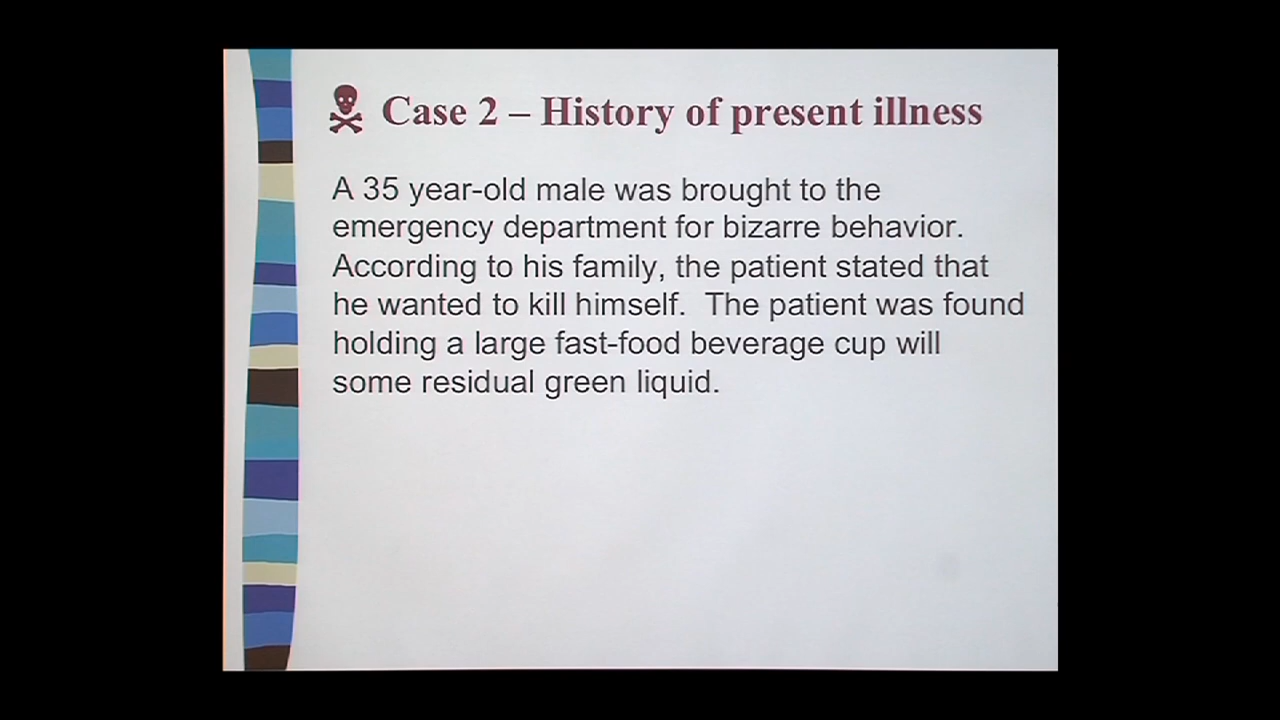 Case 2 – History of present illness
A 35 year-old male was brought to the
emergency department for bizarre behavior.
According to his family, the patient stated that
he wanted to kill himself.  The patient was found
holding a large fast-food beverage cup will
some residual green liquid.